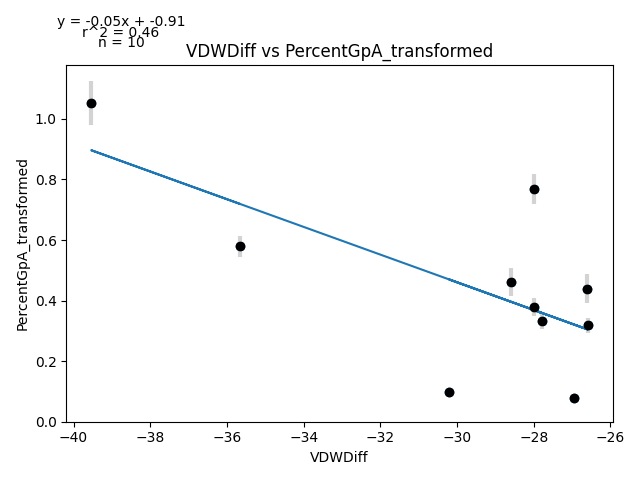 y = -0.05x + -0.91
r^2 = 0.46
n = 10
VDWDiff vs PercentGpA_transformed
PercentGpA_transformed
1.0
0.8
0.6
0.4
0.2
0.0
−40
−38
−36
−34
−32
−30
−28
−26
VDWDiff